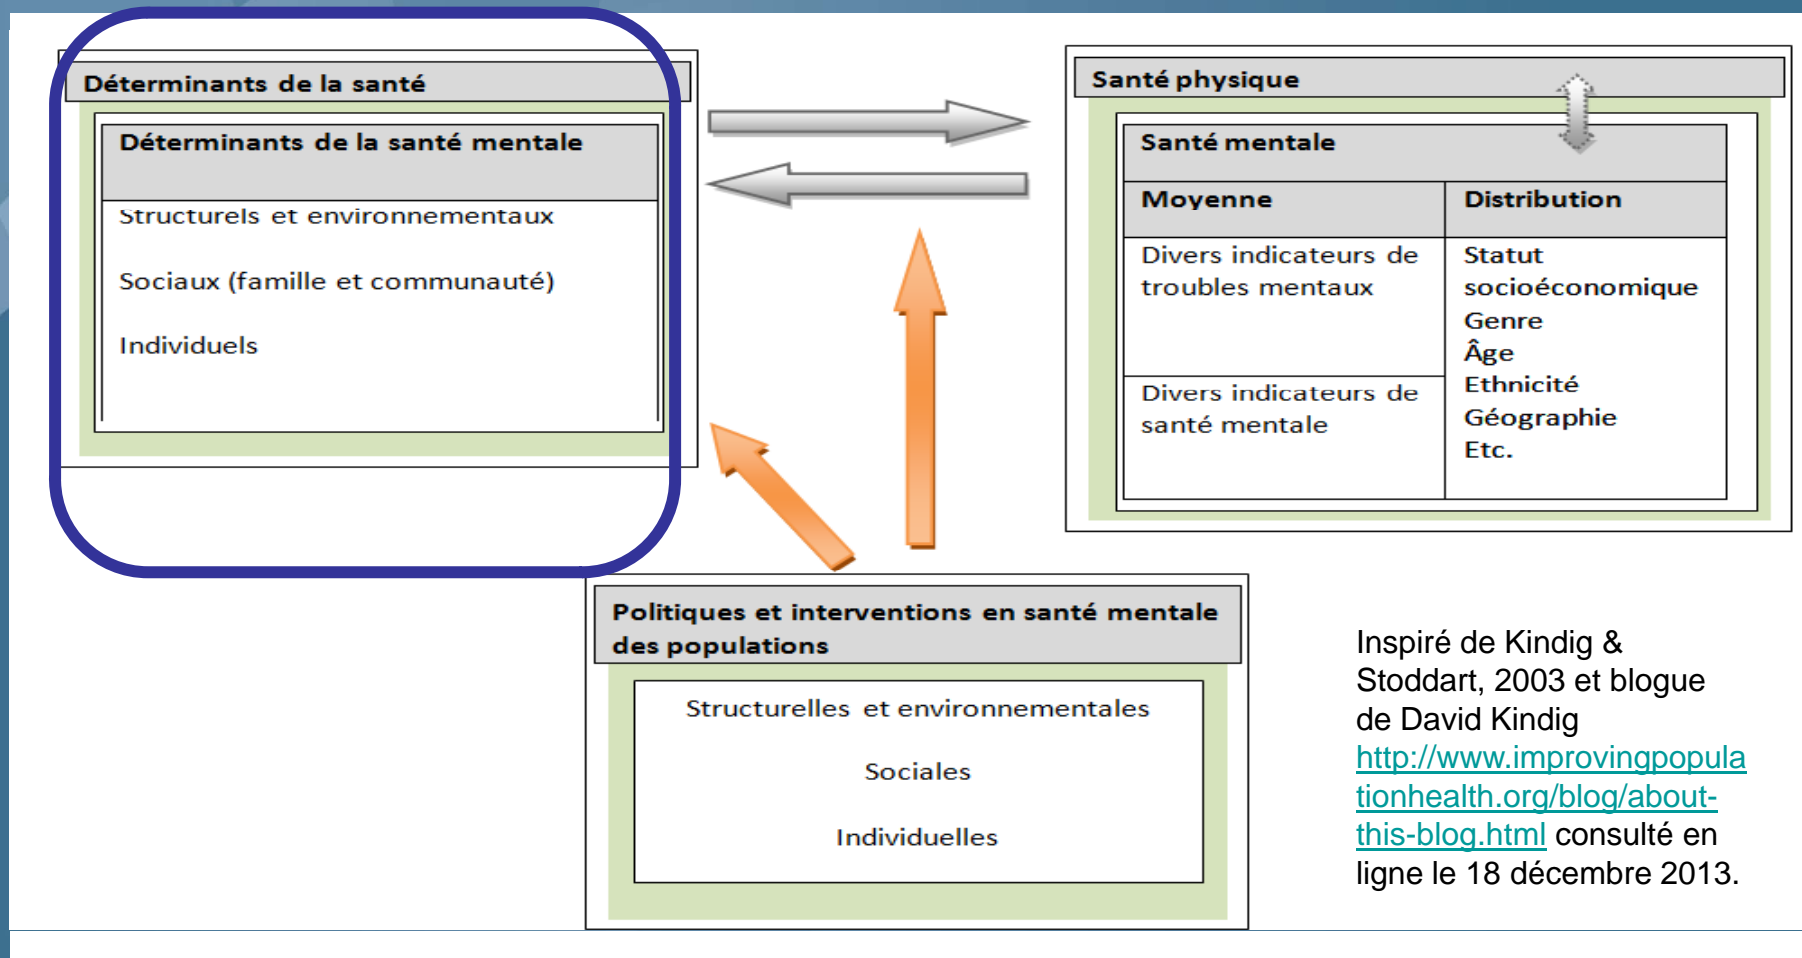 Déterminants de la santé
Déterminants de la santé mentale
Structurels et environnementaux
Sociaux (famille et communauté)
Individuels
Santé physique
Santé mentale
Moyenne
Distribution
Divers indicateurs de
troubles mentaux
Divers indicateurs de
santé mentale
Statut
socioéconomique
Genre
Âge
Ethnicité
Géographie
Etc.
Politiques et interventions en santé mentale
des populations
Structurelles et environnementales
Sociales
Individuelles
Inspiré de Kindig &
Stoddart, 2003 et blogue
de David Kindig
http://www.improvingpopula
tionhealth.org/blog/about-
this-blog.html consulté en
ligne le 18 décembre 2013.